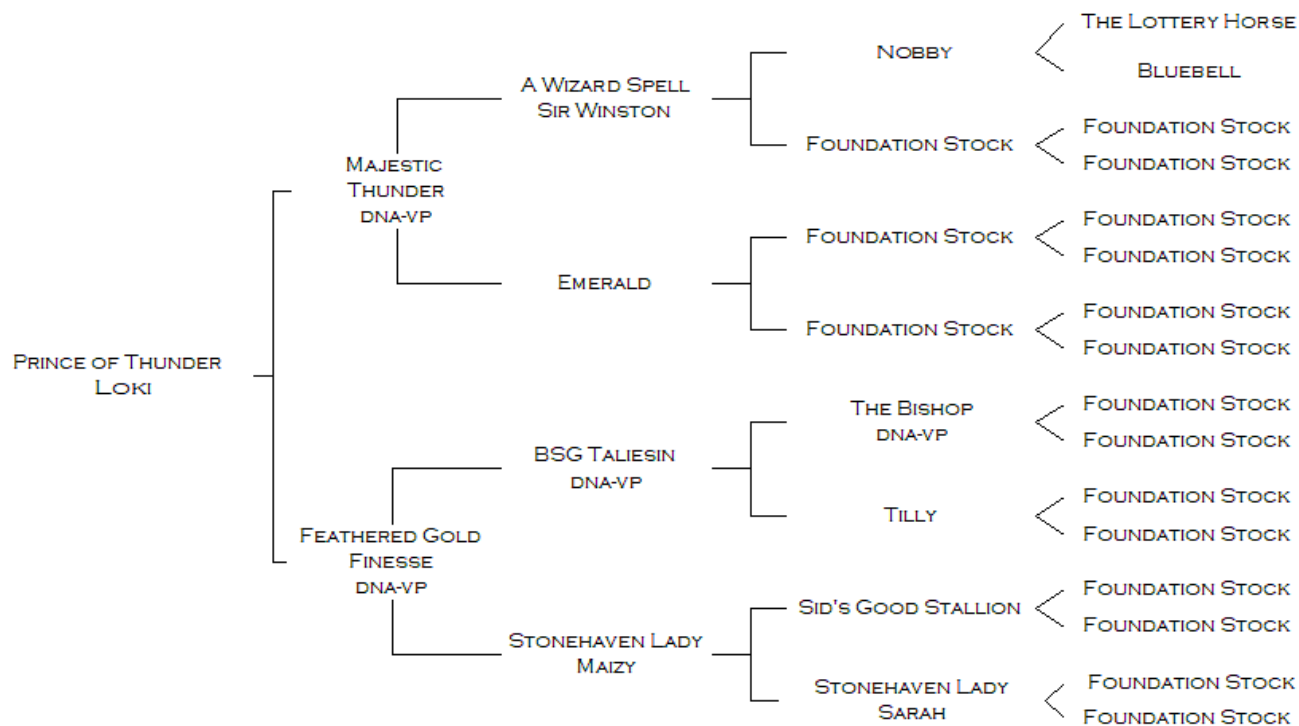 The Lottery Horse
Nobby
Bluebell
A Wizard Spell
Sir Winston
Foundation Stock
Foundation Stock
Foundation Stock
Majestic
Thunder
DNA-VP
Foundation Stock
Foundation Stock
Foundation Stock
Emerald
Foundation Stock
Foundation Stock
Foundation Stock
Prince of Thunder
Loki
The Bishop
DNA-VP
Foundation Stock
Foundation Stock
BSG Taliesin
DNA-VP
Tilly
Foundation Stock
Foundation Stock
Feathered Gold
Finesse
DNA-VP
Sid's Good Stallion
Foundation Stock
Foundation Stock
Stonehaven Lady
Maizy
Stonehaven Lady
Sarah
Foundation Stock
Foundation Stock